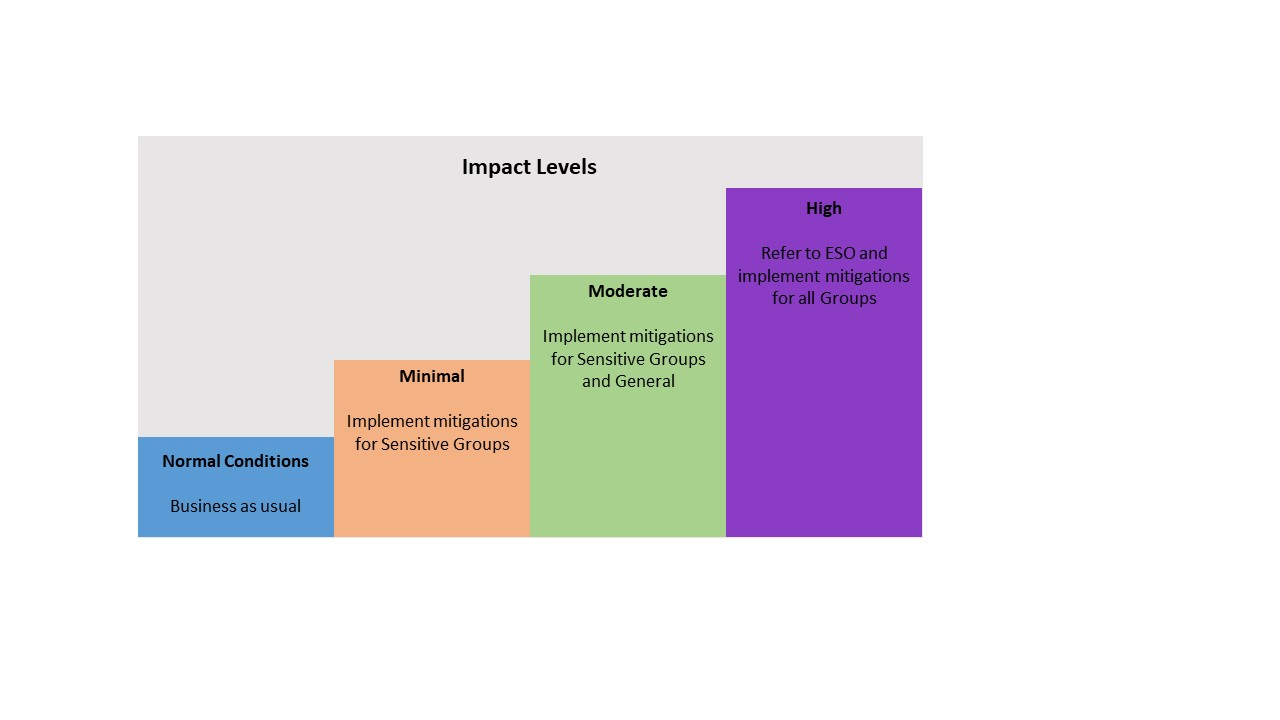 Impact Levels
Normal Conditions
Business as usual
Minimal
Implement mitigations
for Sensitive Groups
Moderate
Implement mitigations
for Sensitive Groups
and General
High
Refer to ESO and
implement mitigations
for all Groups